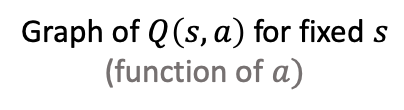 Graph of Q(s, a) for fixed s
(function of a)